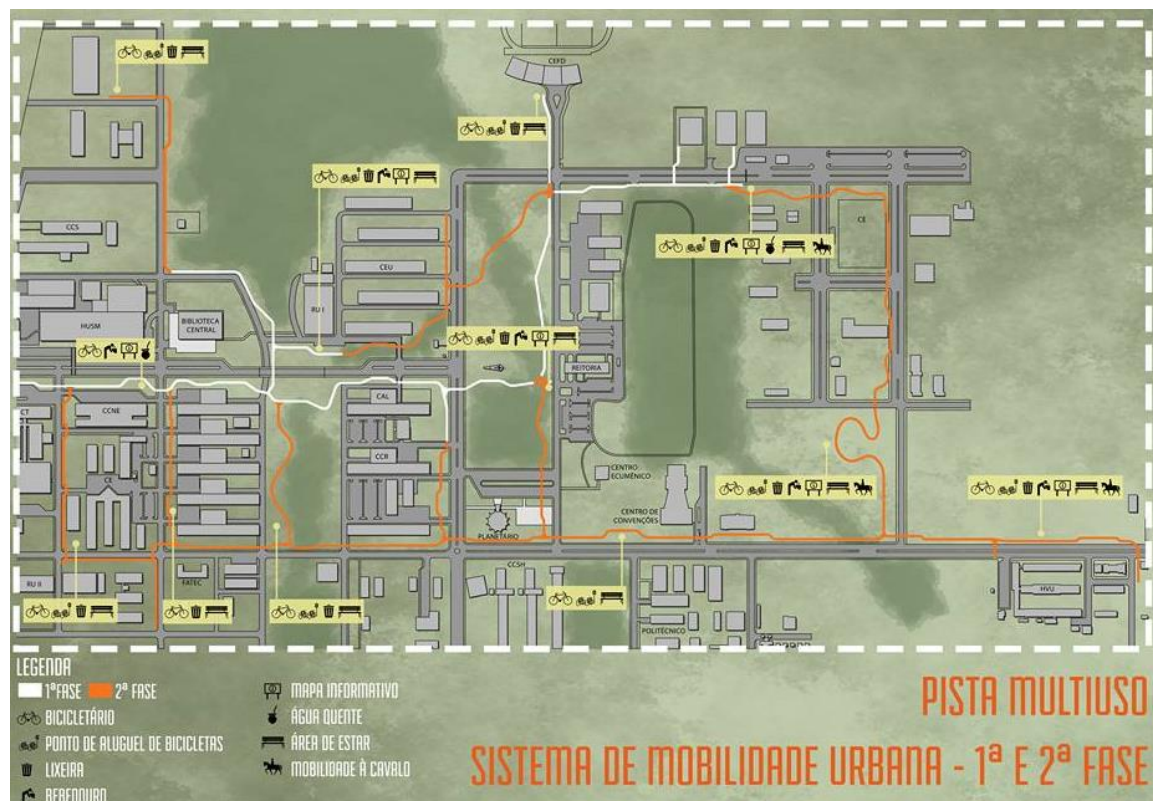 CEFD
CCS
CEU
CE
RU I
BIBLIOTECA
CENTRAL
HUSM
REITORIA
CT
CCNE
CAL
CE
CCR
CENTRO
ECUMÊNICO
CENTRO DE
CONVENÇÕES
PLANETÁRIO
RU II
FATEC
CCSH
HVU
POLITÉCNICO
LEGENDA
1ªFASE 2ª FASE
BICICLETÁRIO
PONTO DE ALUGUEL DE BICICLETAS
LIXEIRA
BEBEDOURO
MAPA INFORMATIVO
ÁGUA QUENTE
ÁREA DE ESTAR
MOBILIDADE À CAVALO
PISTA MULTIUSO
SISTEMA DE MOBILIDADE URBANA - 1ª E 2ª FASE